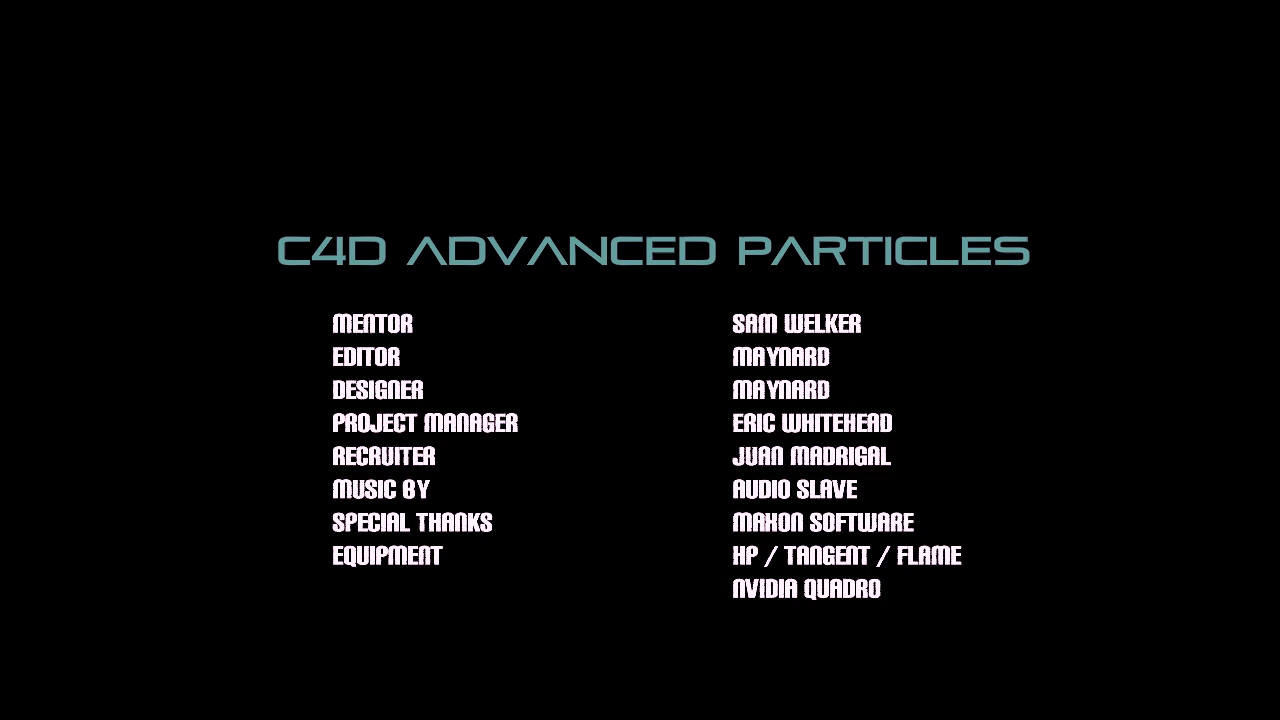 C4D ADVANCED PARTICLES
MENTOR SAM WELKER
EDITOR MAYNARD
DESIGNER MAYNARD
PROJECT MANAGER ERIC WHITEHEAD
RECRUITER JUAN MADRIGAL
MUSIC BY AUDIO SLAVE
SPECIAL THANKS MAXON SOFTWARE
EQUIPMENT HP / TANGENT / FLAME
NVIDIA QUADRO